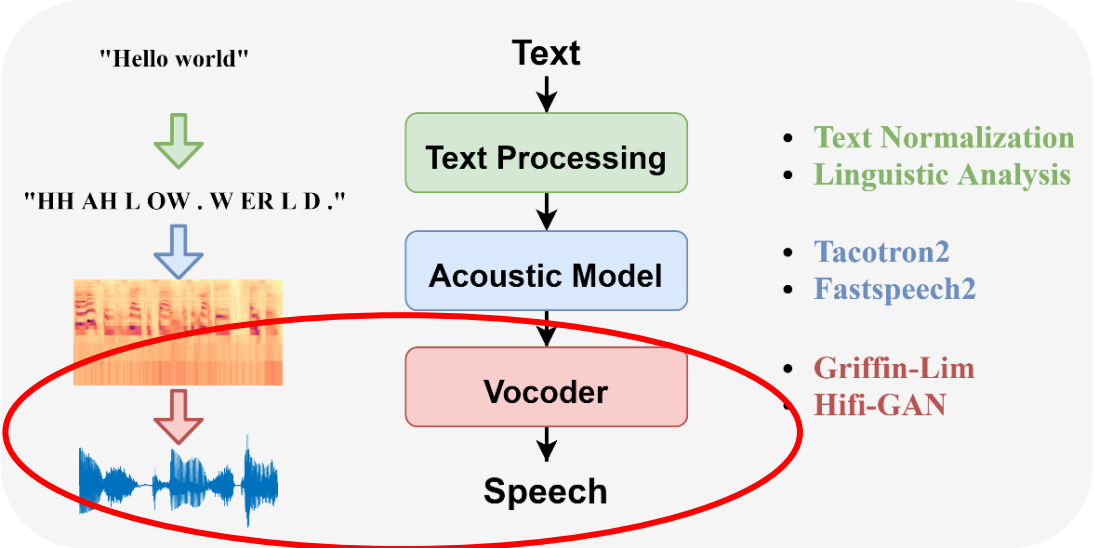 "Hello world"
Text
Text Processing
• Text Normalization
• Linguistic Analysis
"HH AH L OW . W ER L D ."
Acoustic Model
• Tacotron2
• Fastspeech2
Vocoder
• Griffin-Lim
• Hifi-GAN
Speech